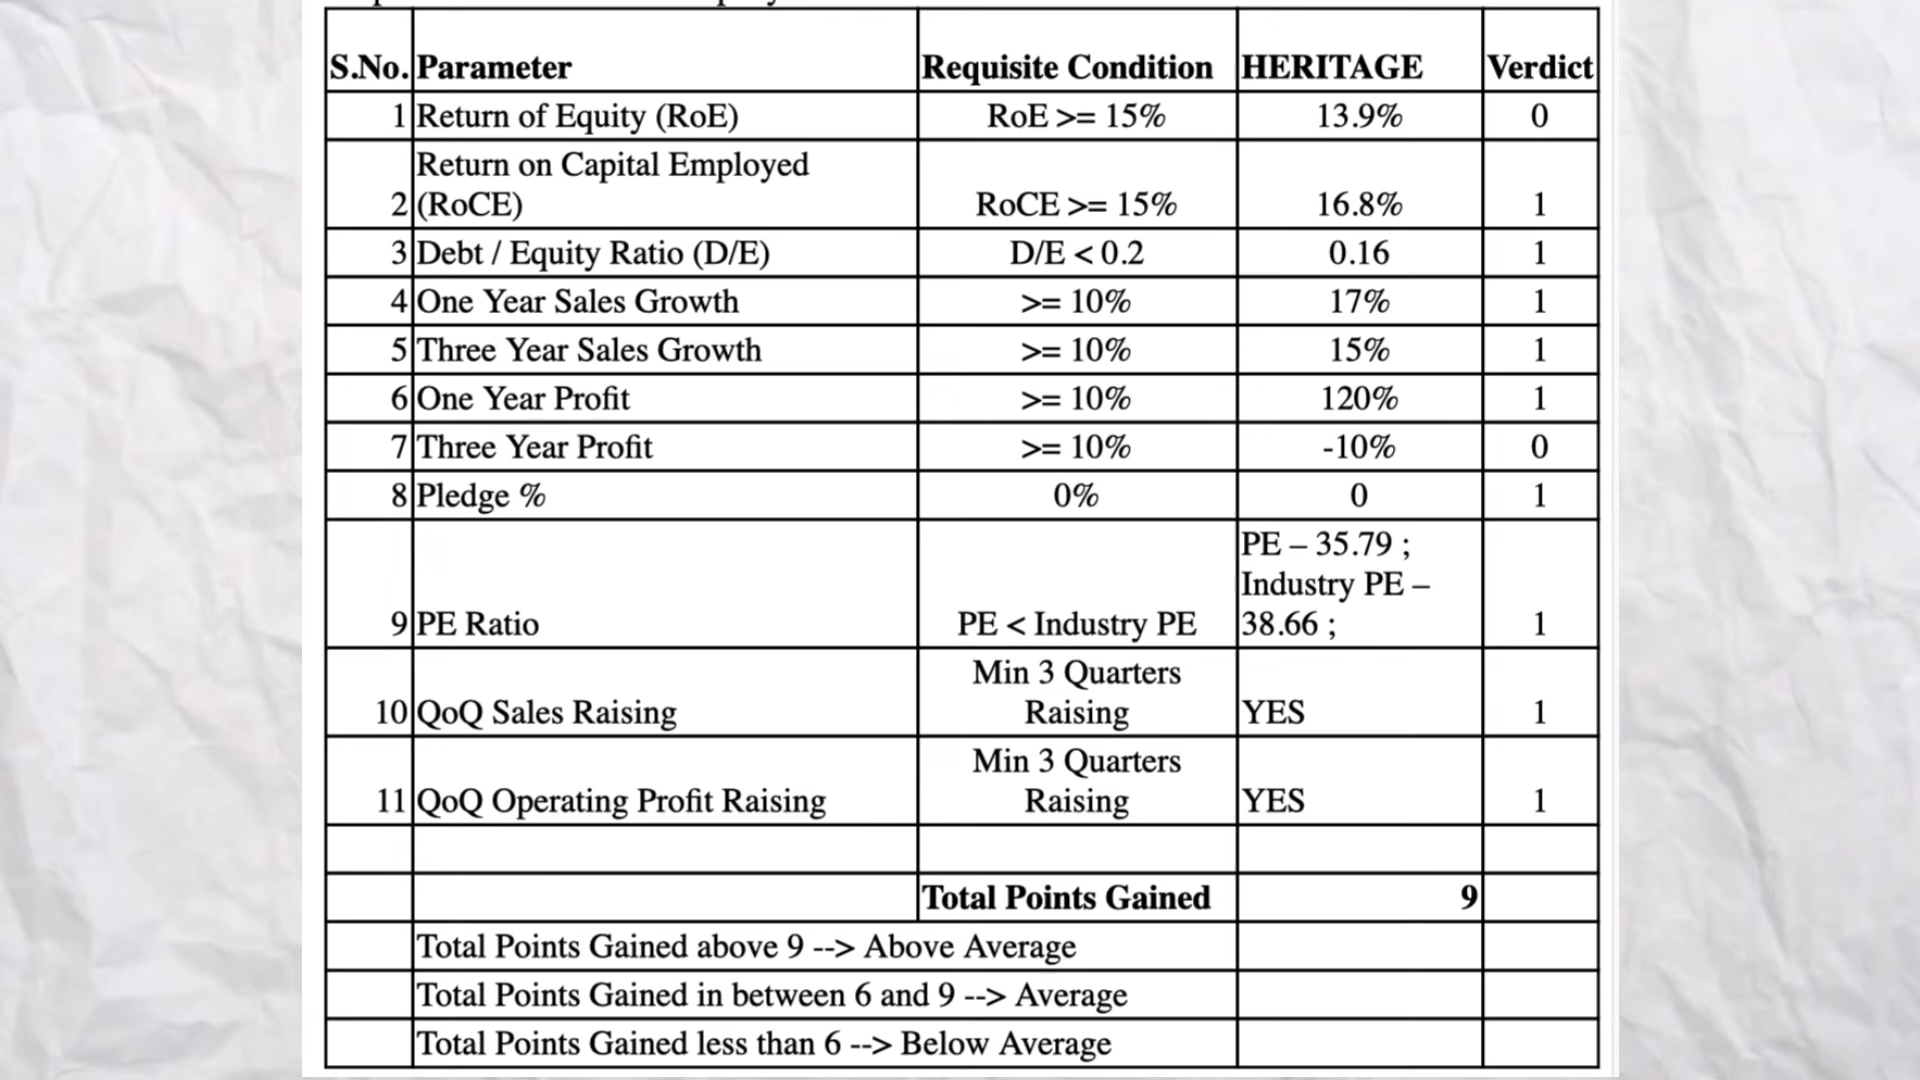 S.No. Parameter Requisite Condition HERITAGE Verdict
1 Return of Equity (RoE) RoE >= 15% 13.9% 0
Return on Capital Employed
2 (RoCE) RoCE >= 15% 16.8% 1
3 Debt / Equity Ratio (D/E) D/E < 0.2 0.16 1
4 One Year Sales Growth >= 10% 17% 1
5 Three Year Sales Growth >= 10% 15% 1
6 One Year Profit >= 10% 120% 1
7 Three Year Profit >= 10% -10% 0
8 Pledge % 0% 0 1
PE – 35.79 ;
Industry PE –
9 PE Ratio PE < Industry PE 38.66 ; 1
Min 3 Quarters
10 QoQ Sales Raising Raising YES 1
Min 3 Quarters
11 QoQ Operating Profit Raising Raising YES 1
Total Points Gained 9
Total Points Gained above 9 --> Above Average
Total Points Gained in between 6 and 9 --> Average
Total Points Gained less than 6 --> Below Average